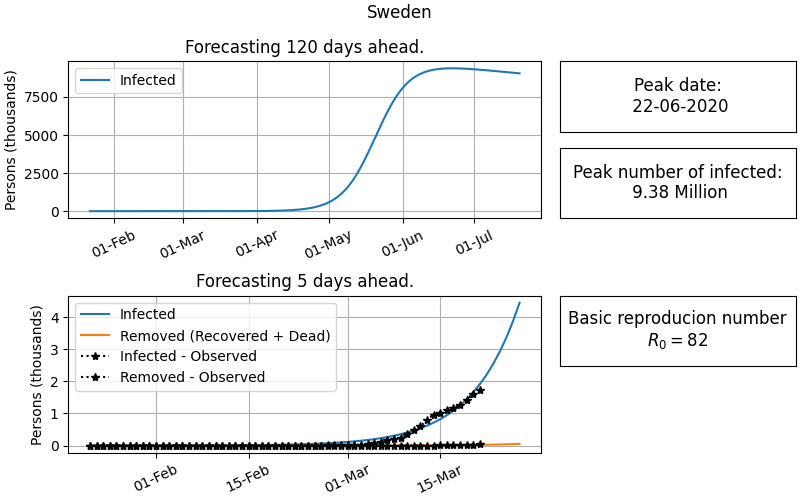 Sweden
Forecasting 120 days ahead.
Persons (thousands)
7500
5000
2500
0
Infected
01-Feb
01-Mar
01-Apr
01-May
01-Jun
01-Jul
Peak date:
22-06-2020
Peak number of infected:
9.38 Million
Forecasting 5 days ahead.
Persons (thousands)
4
3
2
1
0
Infected
Removed (Recovered + Dead)
Infected - Observed
Removed - Observed
01-Feb
15-Feb
01-Mar
15-Mar
Basic reproducion number
R₀ = 82